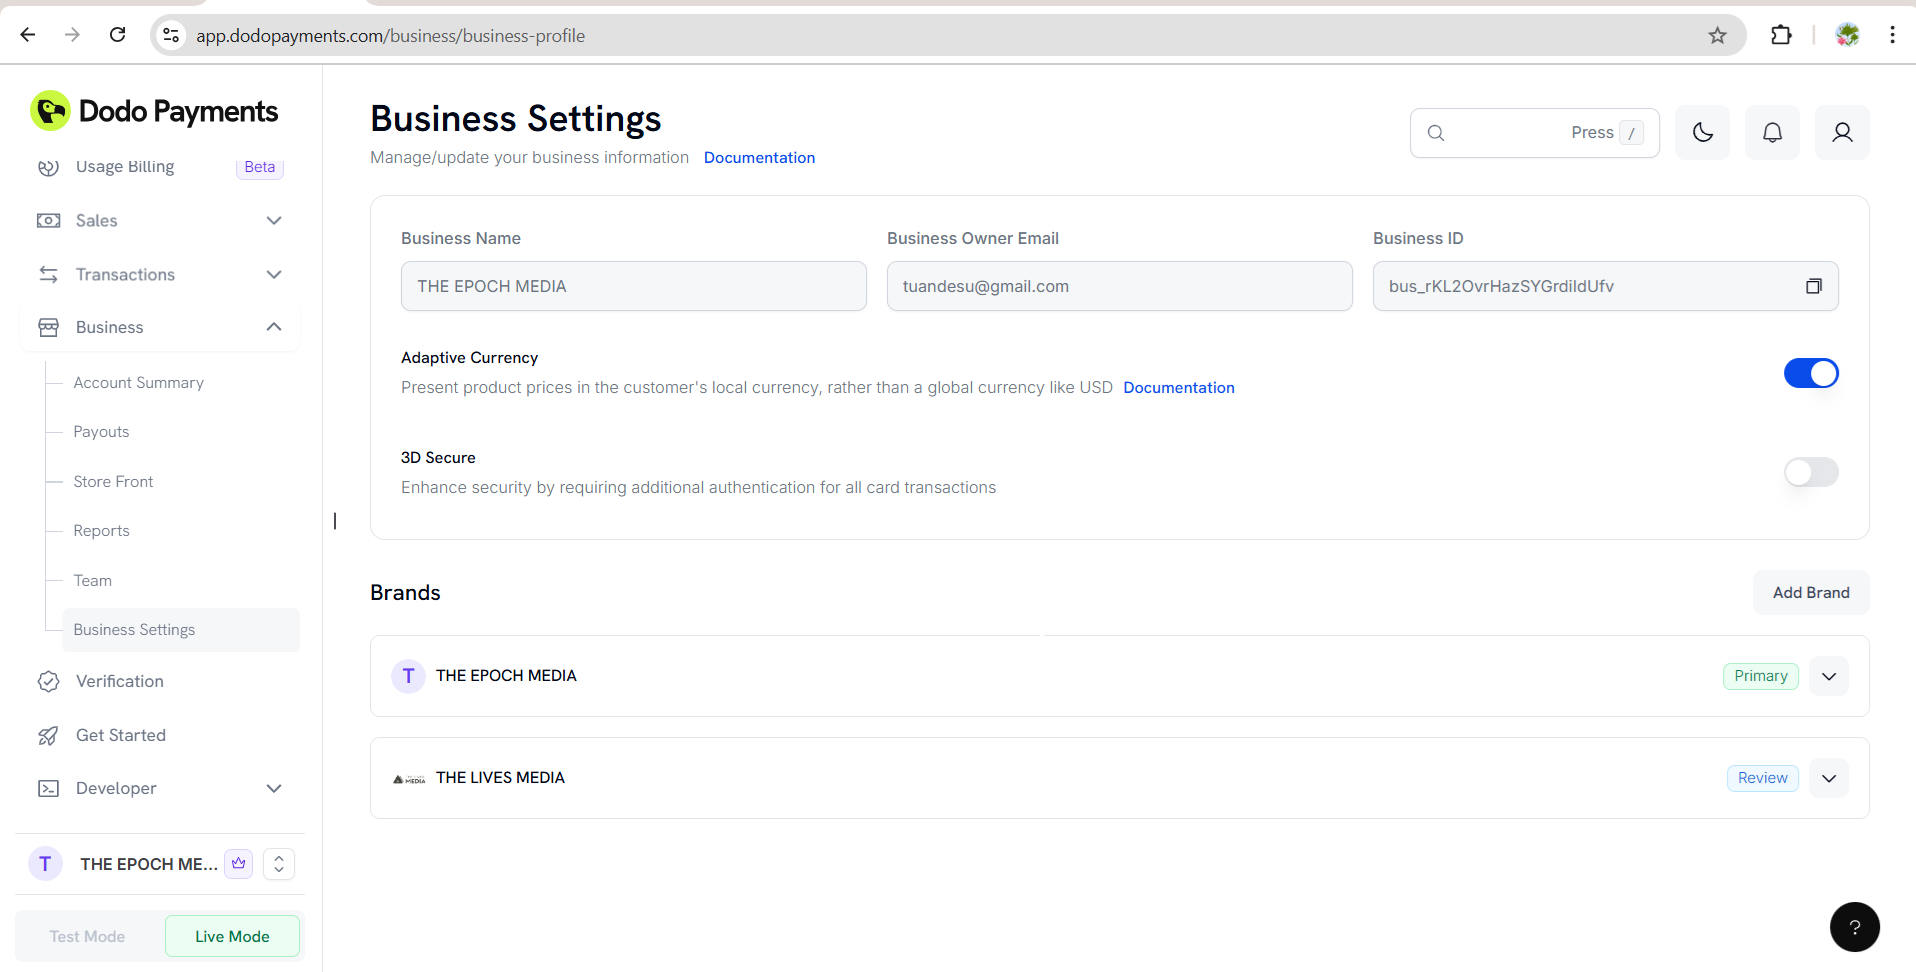 app.dodopayments.com/business/business-profile
Dodo Payments
Usage Billing
Beta
Sales
Transactions
Business
Account Summary
Payouts
Store Front
Reports
Team
Business Settings
Verification
Get Started
Developer
T
THE EPOCH ME...
Test Mode
Live Mode
Business Settings
Manage/update your business information Documentation
Press /
Business Name
THE EPOCH MEDIA
Business Owner Email
tuandesu@gmail.com
Business ID
bus_rKL2OvrHazSYGrdildUfv
Adaptive Currency
Present product prices in the customer's local currency, rather than a global currency like USD Documentation
3D Secure
Enhance security by requiring additional authentication for all card transactions
Brands
Add Brand
T THE EPOCH MEDIA
Primary
MEDIA
THE LIVES MEDIA
Review
?